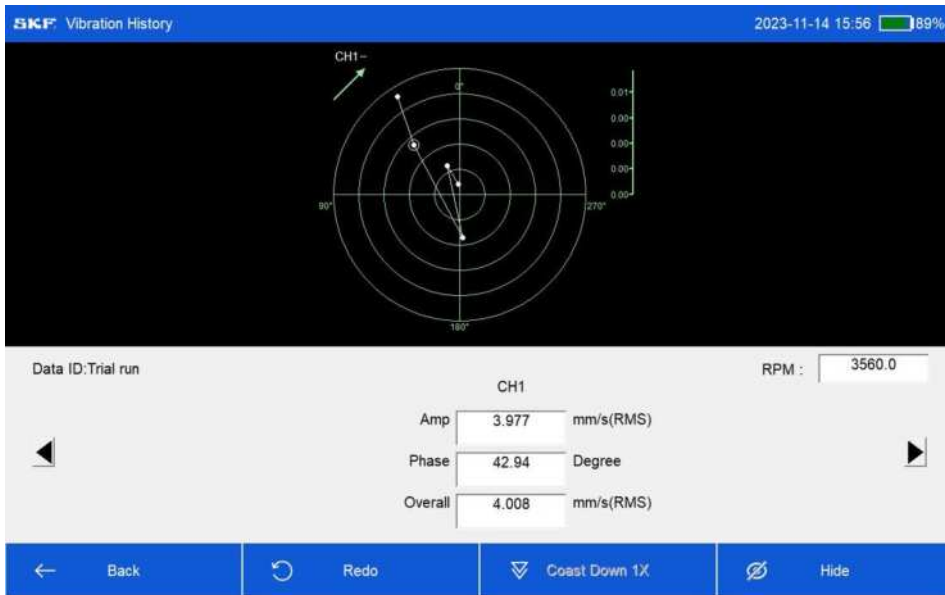 SKF. Vibration History
2023-11-14 15:56 89%
CH1-
0°
90°
270°
180°
0.01
0.00
0.00
0.00
0.00
Data ID:Trial run
RPM : 3560.0
CH1
Amp 3.977 mm/s(RMS)
Phase 42.94 Degree
Overall 4.008 mm/s(RMS)
Back
Redo
Coast Down 1X
Hide